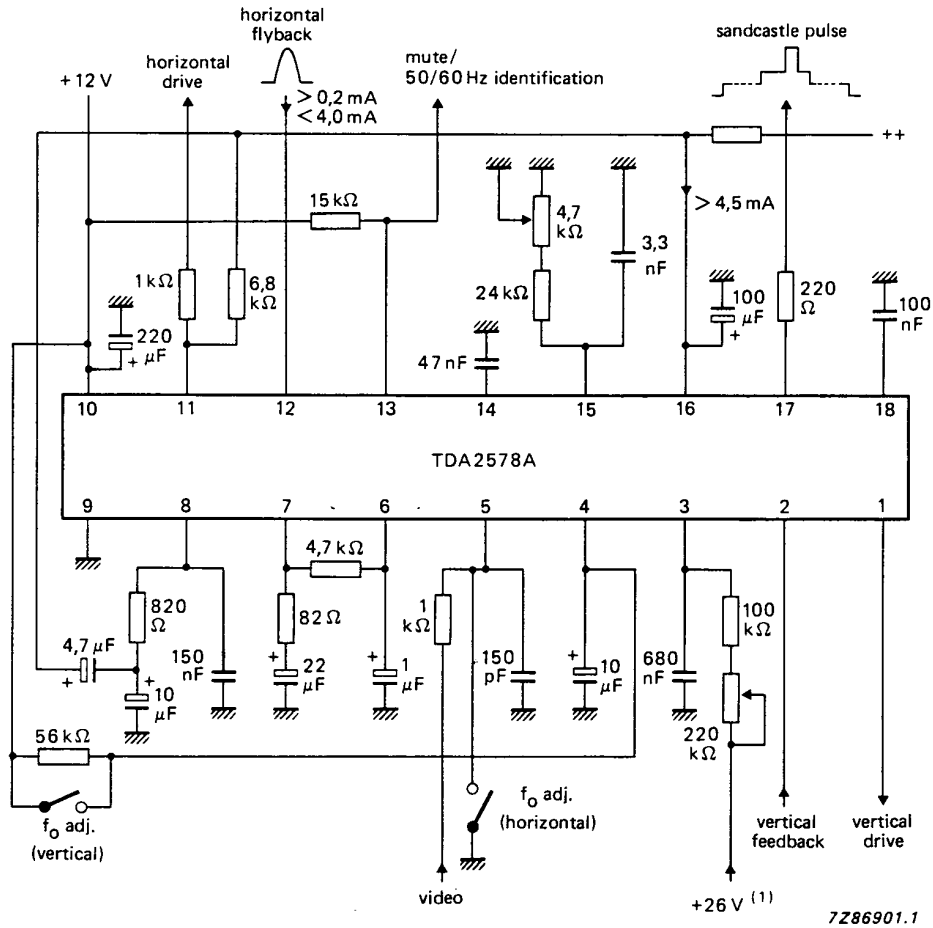 horizontal
flyback
+ 12 V
horizontal
drive
> 0,2 mA
< 4,0 mA
mute/
50/60 Hz identification
sandcastle pulse
++
15 kΩ
> 4,5 mA
4,7
kΩ
3,3
nF
1 kΩ
6,8
kΩ
24 kΩ
220
µF
+
100
µF
+
220
Ω
100
nF
47 nF
10
11
12
13
14
15
16
17
18
TDA2578A
9
8
7
6
5
4
3
2
1
4,7 kΩ
820
Ω
82 Ω
1
kΩ
100
kΩ
4,7 µF
+
+
10
µF
150
nF
+
22
µF
+
1
µF
150
pF
+
10
µF
680
nF
220
kΩ
56 kΩ
fo adj.
(vertical)
fo adj.
(horizontal)
vertical
feedback
vertical
drive
video
+26 V (1)
7Z86901.1